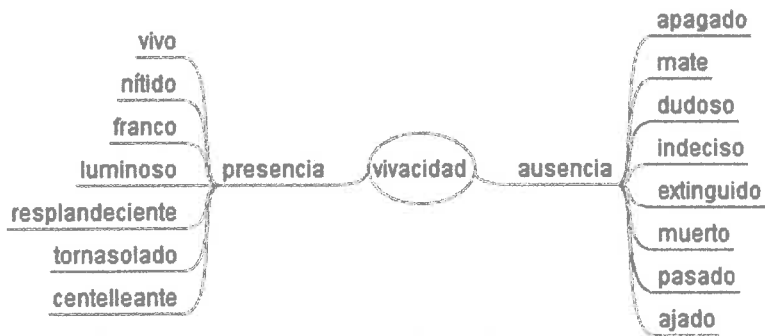 vivo
nítido
franco
luminoso
resplandeciente
tornasolado
centelleante
presencia
vivacidad
ausencia
apagado
mate
dudoso
indeciso
extinguido
muerto
pasado
ajado